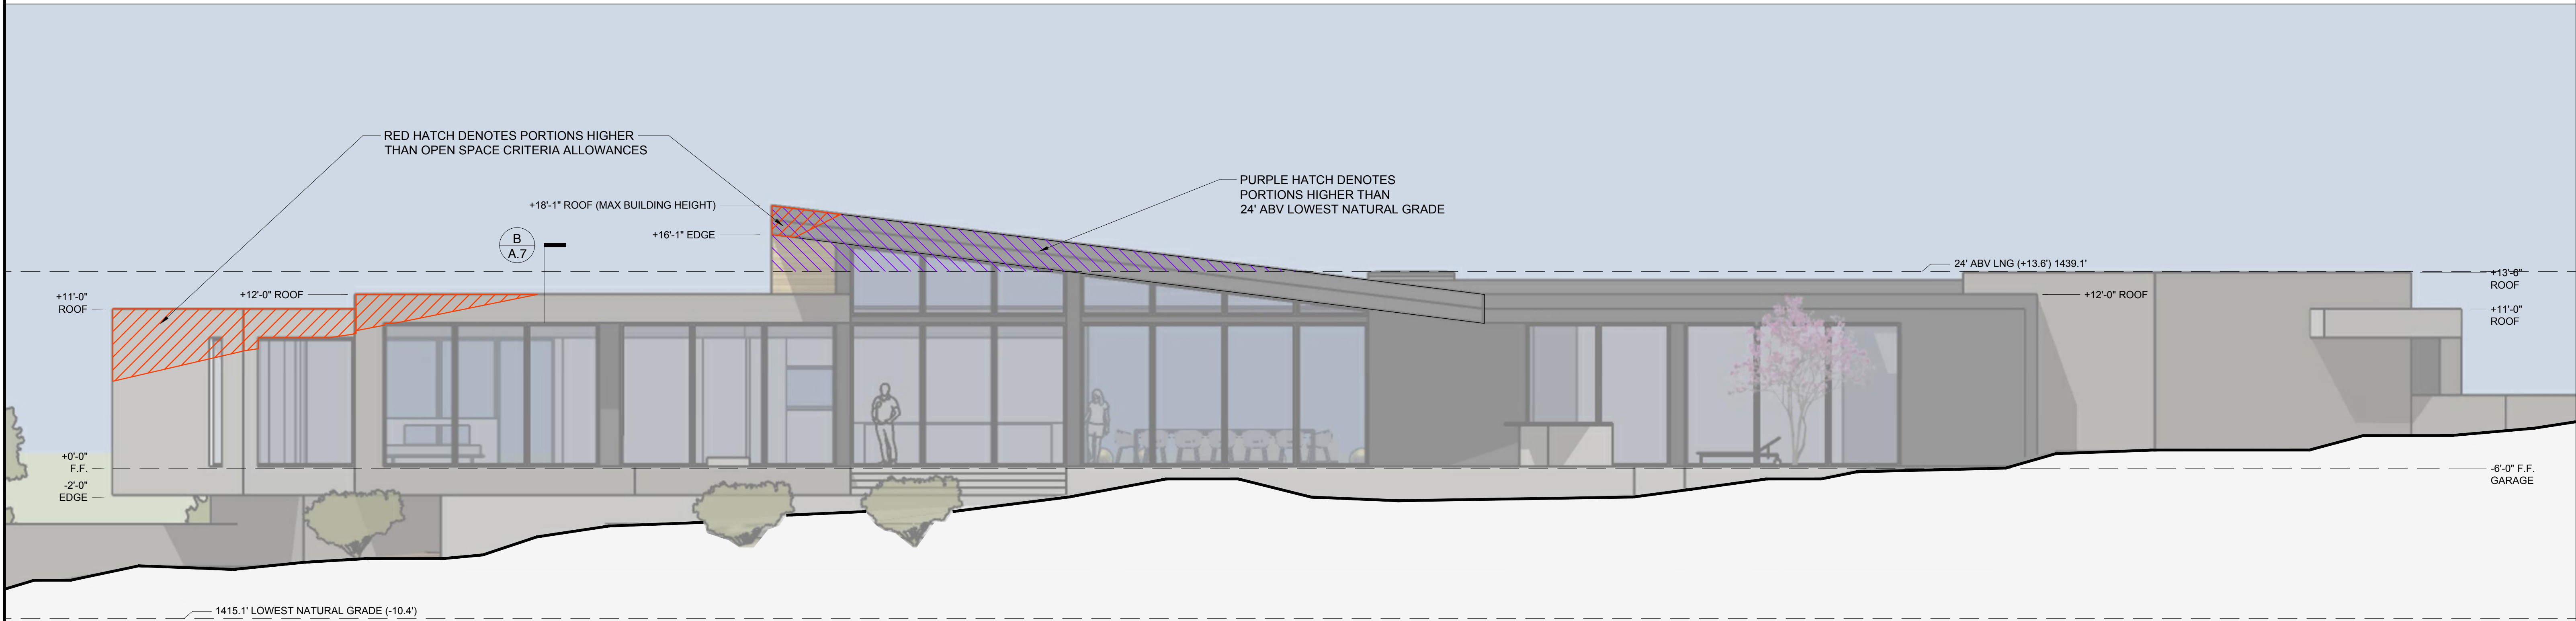 RED HATCH DENOTES PORTIONS HIGHER
THAN OPEN SPACE CRITERIA ALLOWANCES
PURPLE HATCH DENOTES
PORTIONS HIGHER THAN
24' ABV LOWEST NATURAL GRADE
+18'-1" ROOF (MAX BUILDING HEIGHT)
+16'-1" EDGE
B
A.7
24' ABV LNG (+13.6') 1439.1'
+13'-6"
ROOF
+12'-0" ROOF
+11'-0"
ROOF
+12'-0" ROOF
+11'-0"
ROOF
+0'-0"
F.F.
-2'-0"
EDGE
-6'-0" F.F.
GARAGE
1415.1' LOWEST NATURAL GRADE (-10.4')